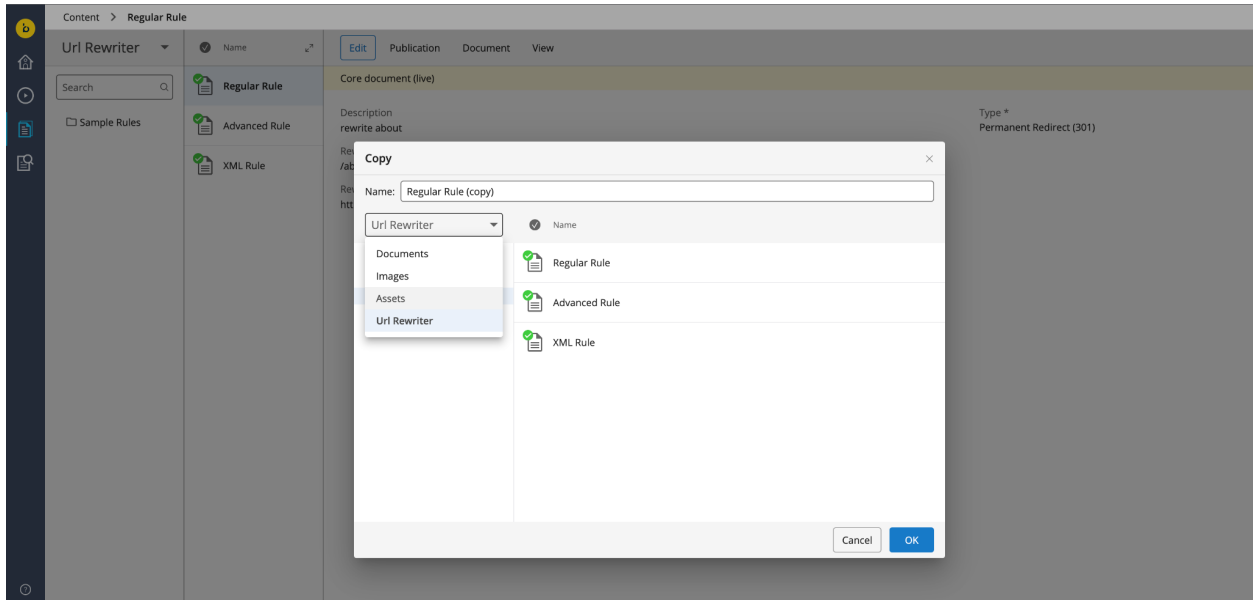 Content > Regular Rule
Url Rewriter
Name
Edit Publication Document View
Search
Regular Rule
Core document (live)
Sample Rules
Advanced Rule
Description
rewrite about
Type *
Permanent Redirect (301)
XML Rule
Copy
Name: Regular Rule (copy)
Url Rewriter
Name
Documents
Images
Assets
Url Rewriter
Regular Rule
Advanced Rule
XML Rule
Cancel OK